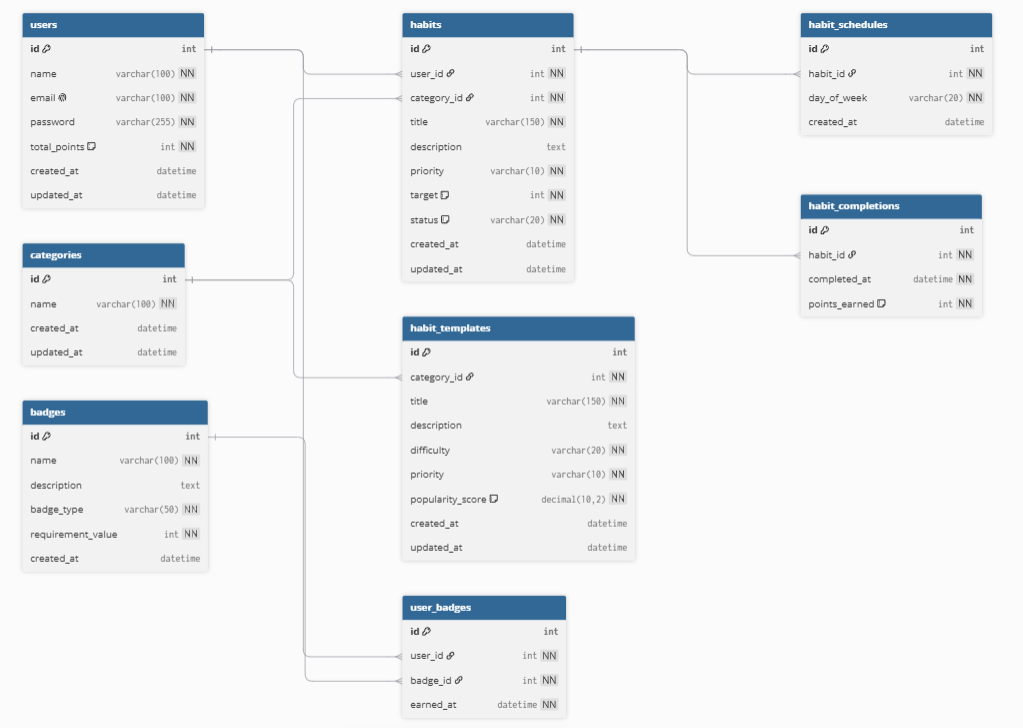 users
id int
name varchar(100) NN
email varchar(100) NN
password varchar(255) NN
total_points int NN
created_at datetime
updated_at datetime
categories
id int
name varchar(100) NN
created_at datetime
updated_at datetime
badges
id int
name varchar(100) NN
description text
badge_type varchar(50) NN
requirement_value int NN
created_at datetime
habits
id int
user_id int NN
category_id int NN
title varchar(150) NN
description text
priority varchar(10) NN
target int NN
status varchar(20) NN
created_at datetime
updated_at datetime
habit_templates
id int
category_id int NN
title varchar(150) NN
description text
difficulty varchar(20) NN
priority varchar(10) NN
popularity_score decimal(10,2) NN
created_at datetime
updated_at datetime
user_badges
id int
user_id int NN
badge_id int NN
earned_at datetime NN
habit_schedules
id int
habit_id int NN
day_of_week varchar(20) NN
created_at datetime
habit_completions
id int
habit_id int NN
completed_at datetime NN
points_earned int NN